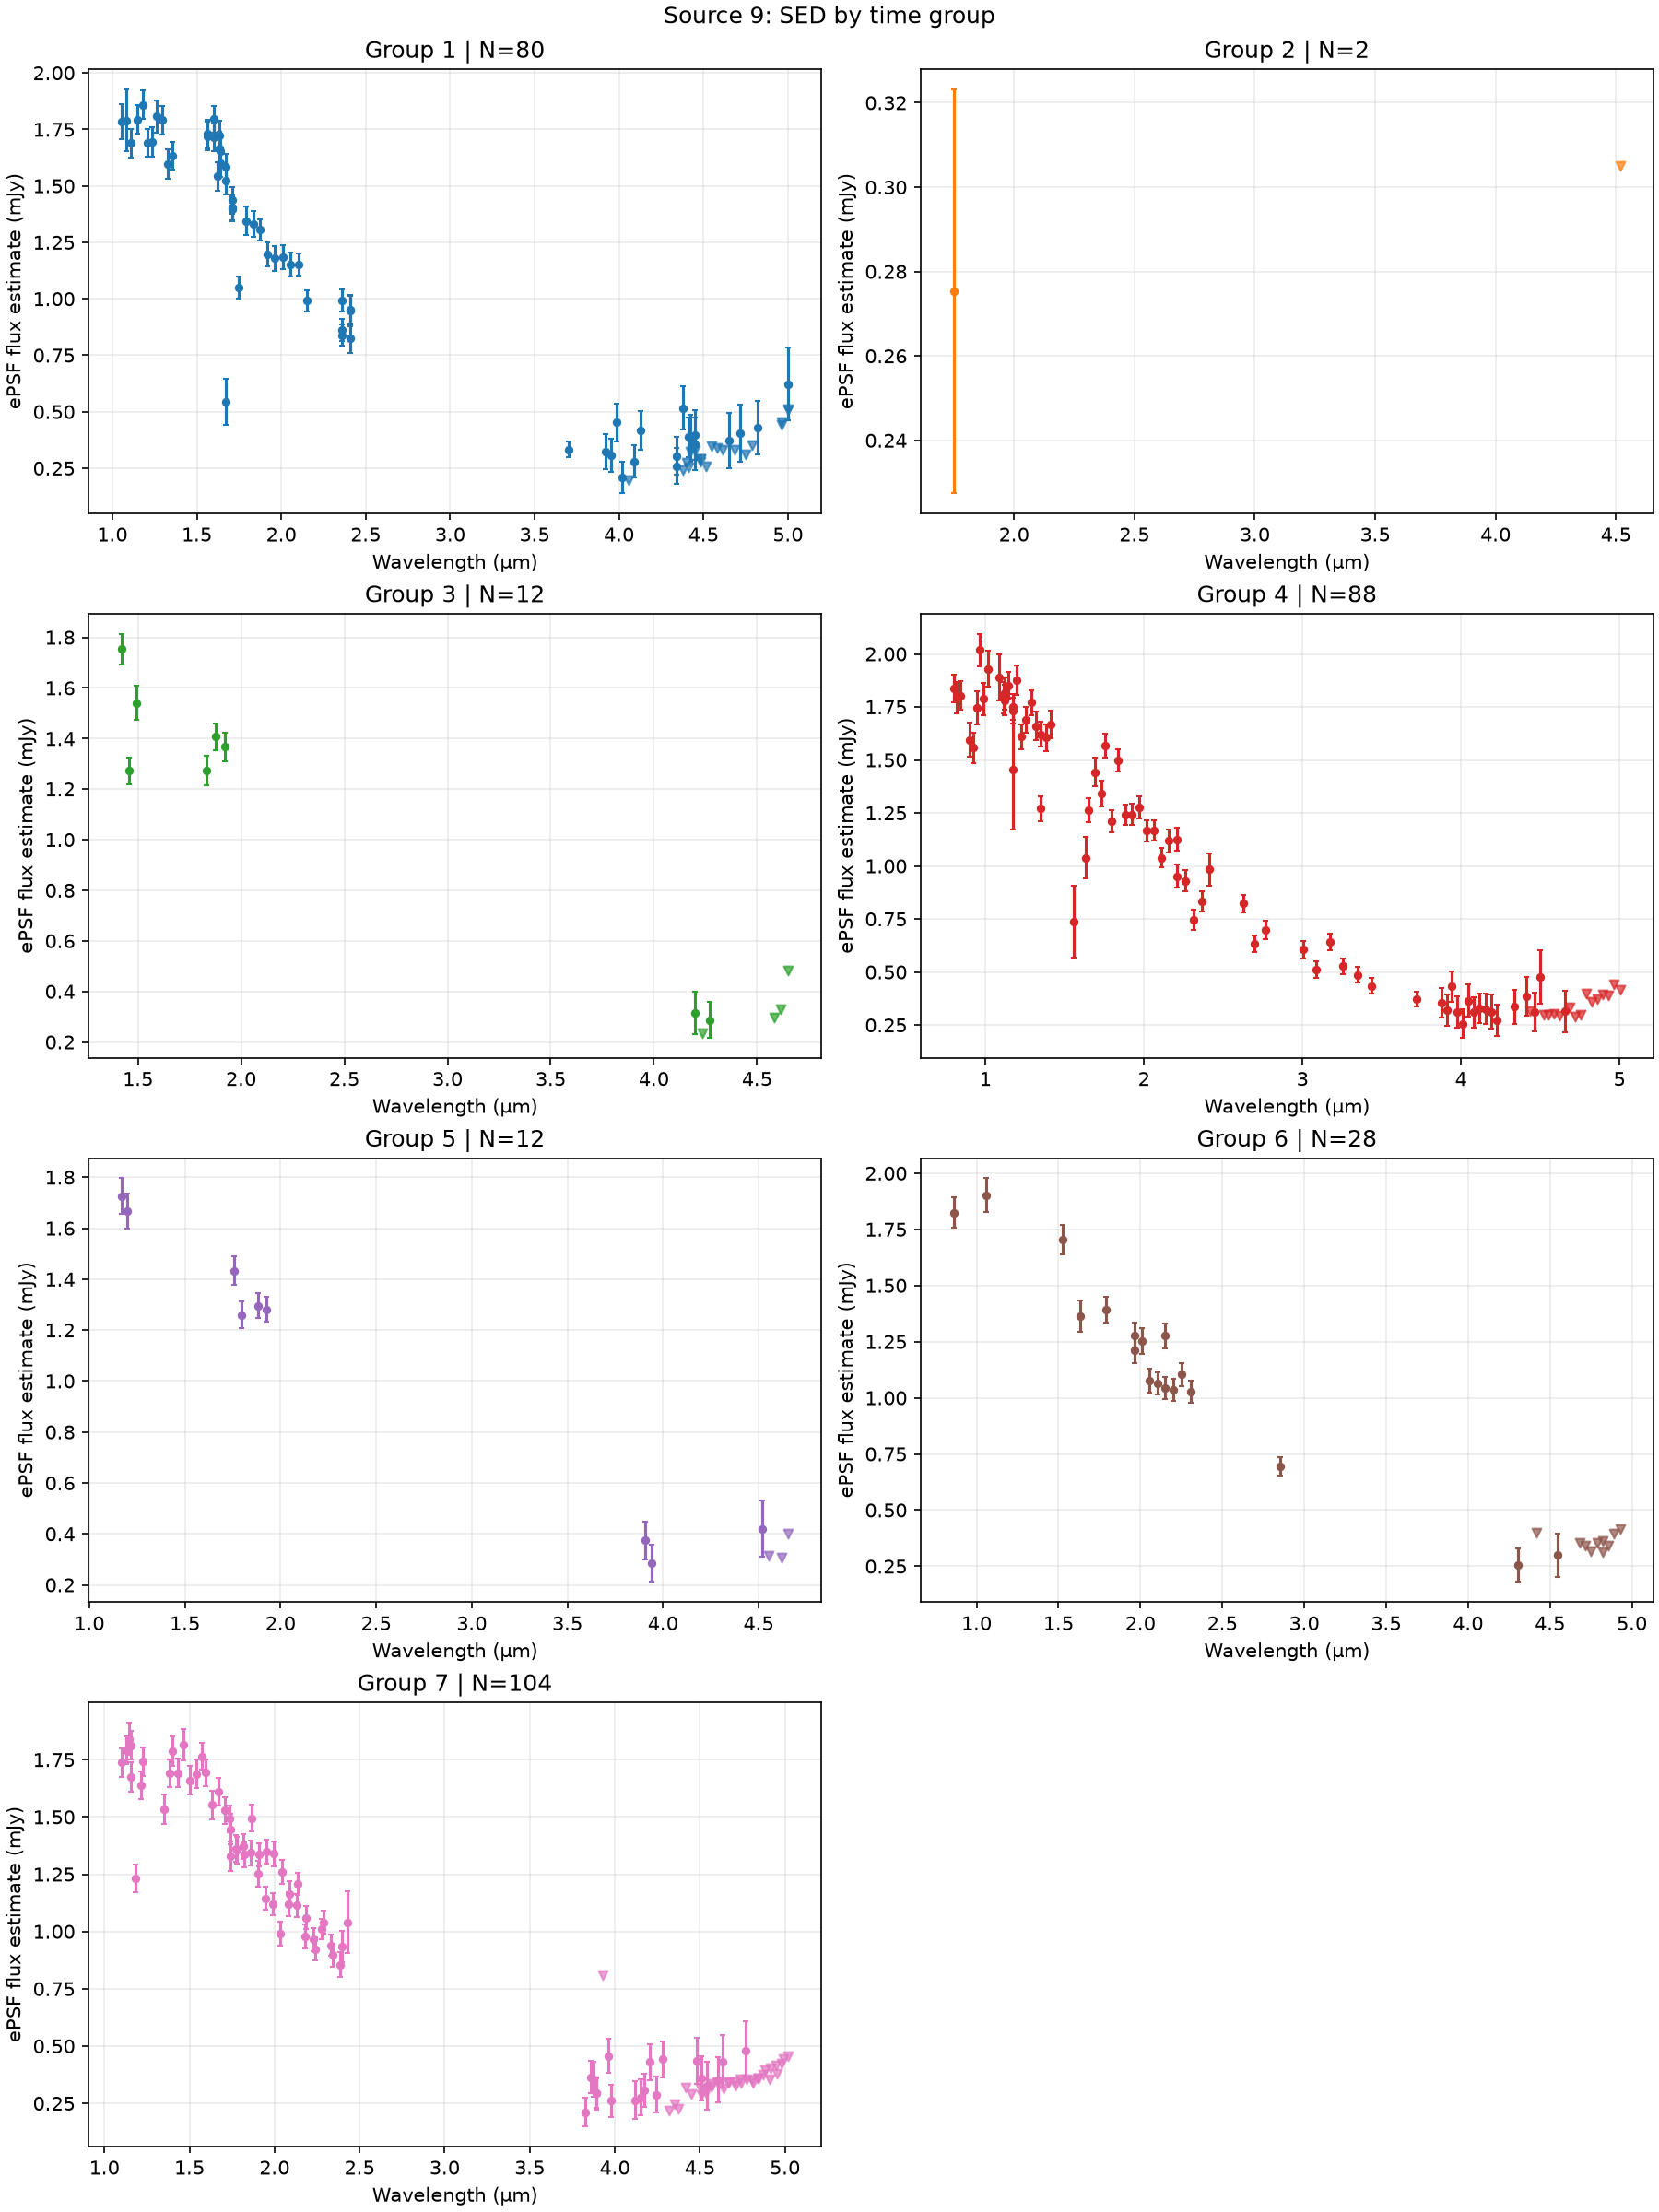 Source 9: SED by time group
Group 1 | N=80
2.00
1.75
1.50
1.25
1.00
0.75
0.50
0.25
ePSF flux estimate (mJy)
1.0 1.5 2.0 2.5 3.0 3.5 4.0 4.5 5.0
Wavelength (μm)
Group 2 | N=2
0.32
0.30
0.28
0.26
0.24
ePSF flux estimate (mJy)
2.0 2.5 3.0 3.5 4.0 4.5
Wavelength (μm)
Group 3 | N=12
1.8
1.6
1.4
1.2
1.0
0.8
0.6
0.4
0.2
ePSF flux estimate (mJy)
1.5 2.0 2.5 3.0 3.5 4.0 4.5
Wavelength (μm)
Group 4 | N=88
2.00
1.75
1.50
1.25
1.00
0.75
0.50
0.25
ePSF flux estimate (mJy)
1 2 3 4 5
Wavelength (μm)
Group 5 | N=12
1.8
1.6
1.4
1.2
1.0
0.8
0.6
0.4
0.2
ePSF flux estimate (mJy)
1.0 1.5 2.0 2.5 3.0 3.5 4.0 4.5
Wavelength (μm)
Group 6 | N=28
2.00
1.75
1.50
1.25
1.00
0.75
0.50
0.25
ePSF flux estimate (mJy)
1.0 1.5 2.0 2.5 3.0 3.5 4.0 4.5 5.0
Wavelength (μm)
Group 7 | N=104
1.75
1.50
1.25
1.00
0.75
0.50
0.25
ePSF flux estimate (mJy)
1.0 1.5 2.0 2.5 3.0 3.5 4.0 4.5 5.0
Wavelength (μm)